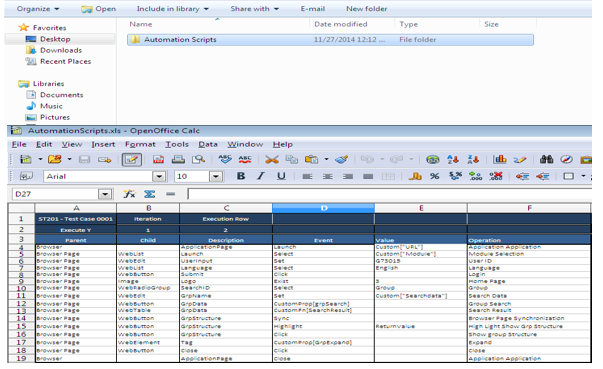 Organize Open Include in library Share with E-mail New folder
Favorites Name Date modified Type Size
Desktop Automation Scripts 11/27/2014 12:12 ... File folder
Downloads
Recent Places
Libraries
Documents
Music
Pictures
AutomationScripts.xls - OpenOffice Calc
File Edit View Insert Format Tools Data Window Help
Arial 10 B I U
D27 fx Σ =
A B C D E F
1 ST201 - Test Case 0001 Iteration Execution Row
2 Execute Y 1 2
3 Parent Child Description Event Value Operation
4 Browser ApplicationPage Launch Custom["URL"] Application Application
5 Browser Page WebList Launch Select Custom["Module"] Module Selection
6 Browser Page WebEdit UserInput Set G73015 User ID
7 Browser Page WebList Language Select English Language
8 Browser Page WebButton Submit Click Login
9 Browser Page Image Logo Exist 3 Home Page
10 Browser Page WebRadioGroup SearchID Select Group Group
11 Browser Page WebEdit GrpName Set Custom["Searchdata"] Search Data
12 Browser Page WebButton GrpData CustomProp[grpSearch] Group Search
13 Browser Page WebTable GrpData CustomFn[SearchResult] Search Result
14 Browser Page WebButton GrpStructure Sync Browser Page Synchronization
15 Browser Page WebButton GrpStructure Highlight ReturnValue High Light Show Grp Structure
16 Browser Page WebButton GrpStructure Click Show group Structure
17 Browser Page WebElement Tag CustomProp[GrpExpand] Expand
18 Browser Page WebButton Close Click Close
19 Browser ApplicationPage Close Application Application